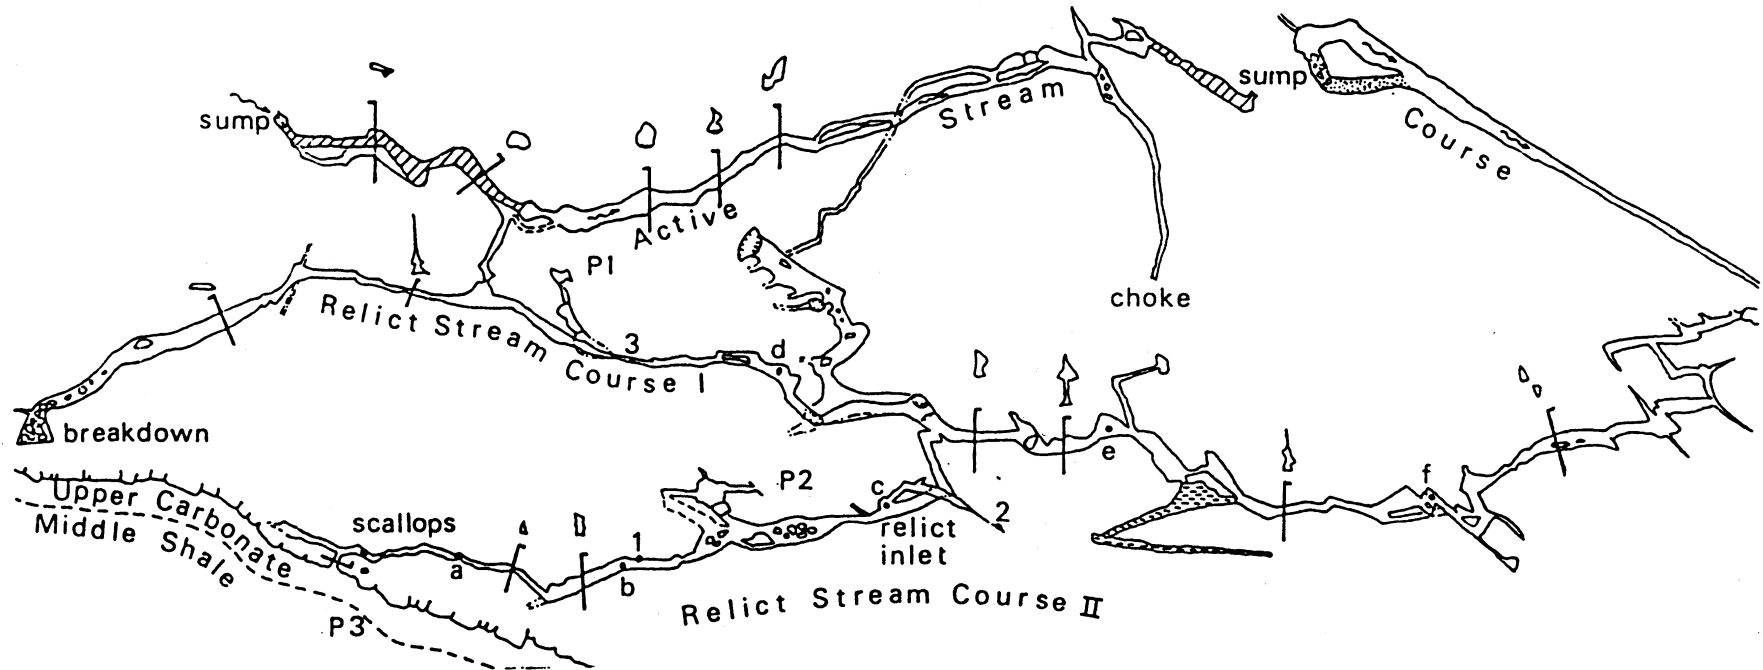 sump
Active
Stream
sump
Course
P1
choke
Relict Stream
Course I
3
d
breakdown
e
f
P2
c
2
relict
inlet
Upper Carbonate
Middle Shale
scallops
a
1
b
P3
Relict Stream Course II